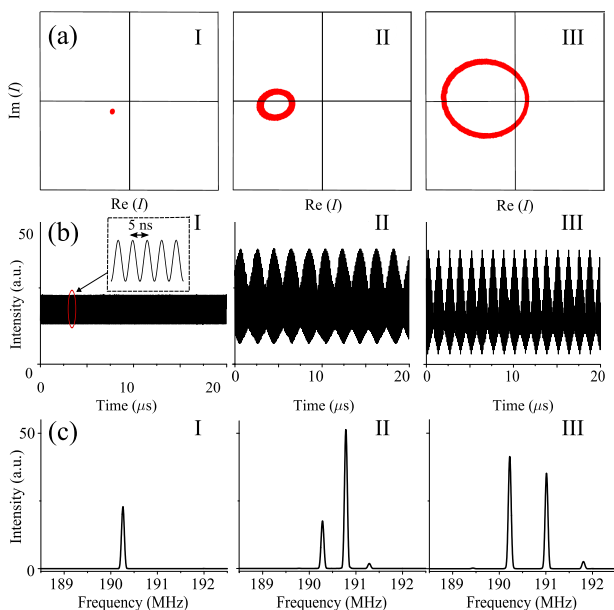 (a) I II III
Im (I)
Re (I) Re (I) Re (I)
(b) I II III
5 ns
50
0
Intensity (a.u.)
0 10 20 0 10 20 0 10 20
Time (μs) Time (μs) Time (μs)
(c) I II III
50
0
Intensity (a.u.)
189 190 191 192 189 190 191 192 189 190 191 192
Frequency (MHz) Frequency (MHz) Frequency (MHz)